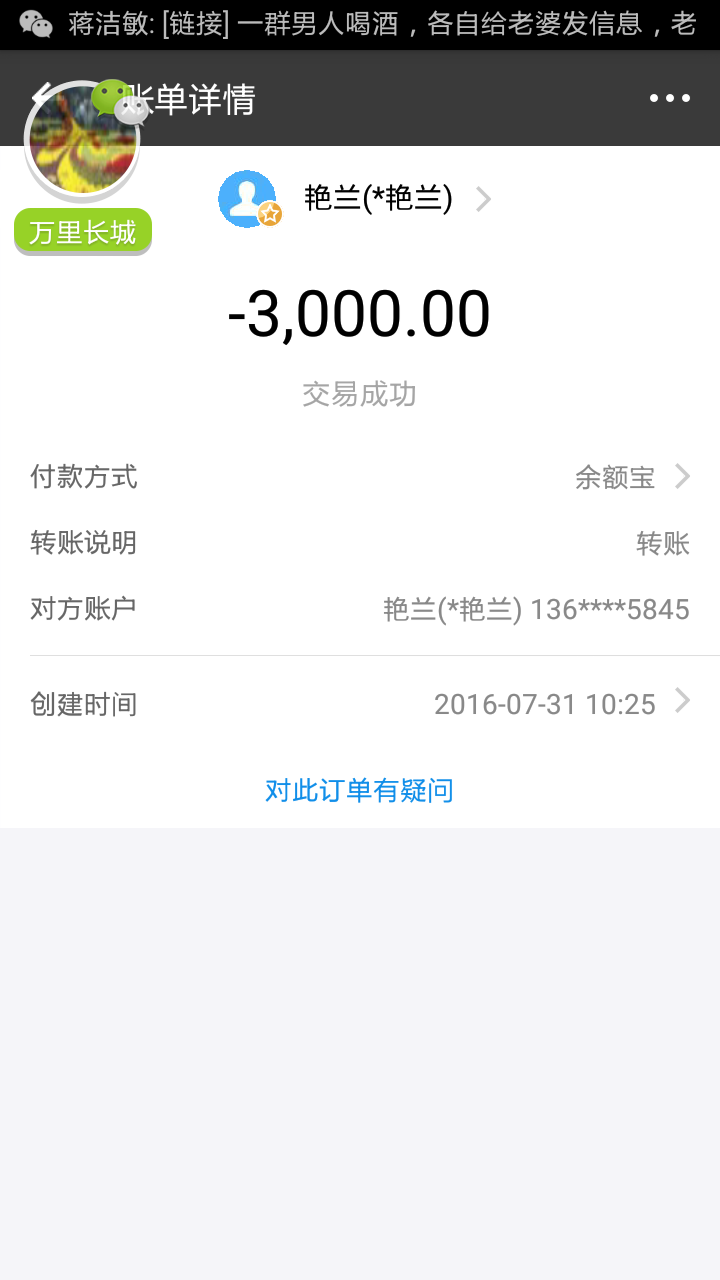 蒋洁敏: [链接] 一群男人喝酒，各自给老婆发信息，老
账单详情
万里长城
艳兰(*艳兰)
-3,000.00
交易成功
付款方式 余额宝
转账说明 转账
对方账户 艳兰(*艳兰) 136****5845
创建时间 2016-07-31 10:25
对此订单有疑问